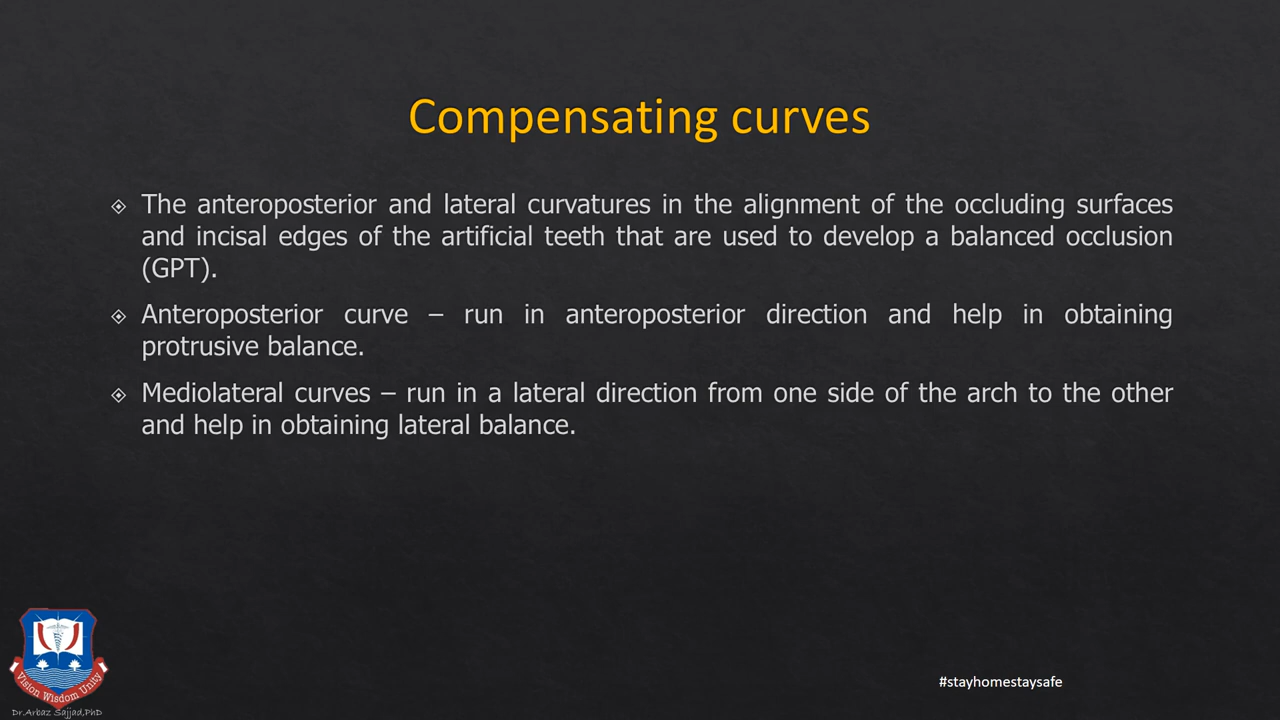 Compensating curves
The anteroposterior and lateral curvatures in the alignment of the occluding surfaces
and incisal edges of the artificial teeth that are used to develop a balanced occlusion
(GPT).
Anteroposterior curve – run in anteroposterior direction and help in obtaining
protrusive balance.
Mediolateral curves – run in a lateral direction from one side of the arch to the other
and help in obtaining lateral balance.
Vision Wisdom Unity
Dr.Arbaz Sajjad,PhD
#stayhomestaysafe